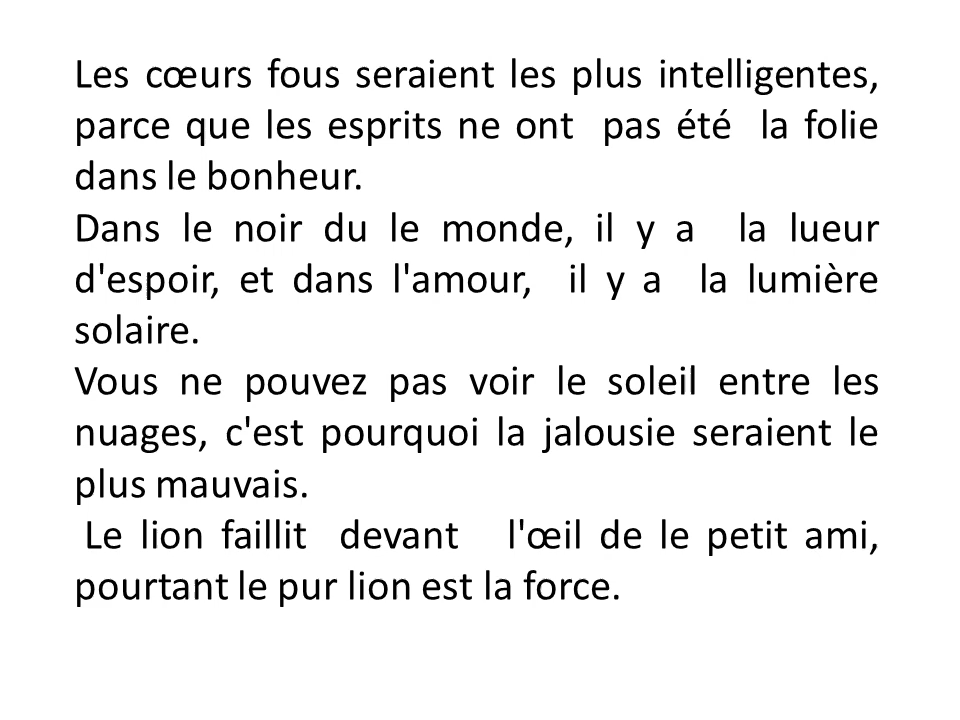 Les cœurs fous seraient les plus intelligentes,
parce que les esprits ne ont  pas été  la folie
dans le bonheur.
Dans le noir du le monde, il y a  la lueur
d'espoir, et dans l'amour,  il y a  la lumière
solaire.
Vous ne pouvez pas voir le soleil entre les
nuages, c'est pourquoi la jalousie seraient le
plus mauvais.
Le lion faillit  devant  l'œil de le petit ami,
pourtant le pur lion est la force.